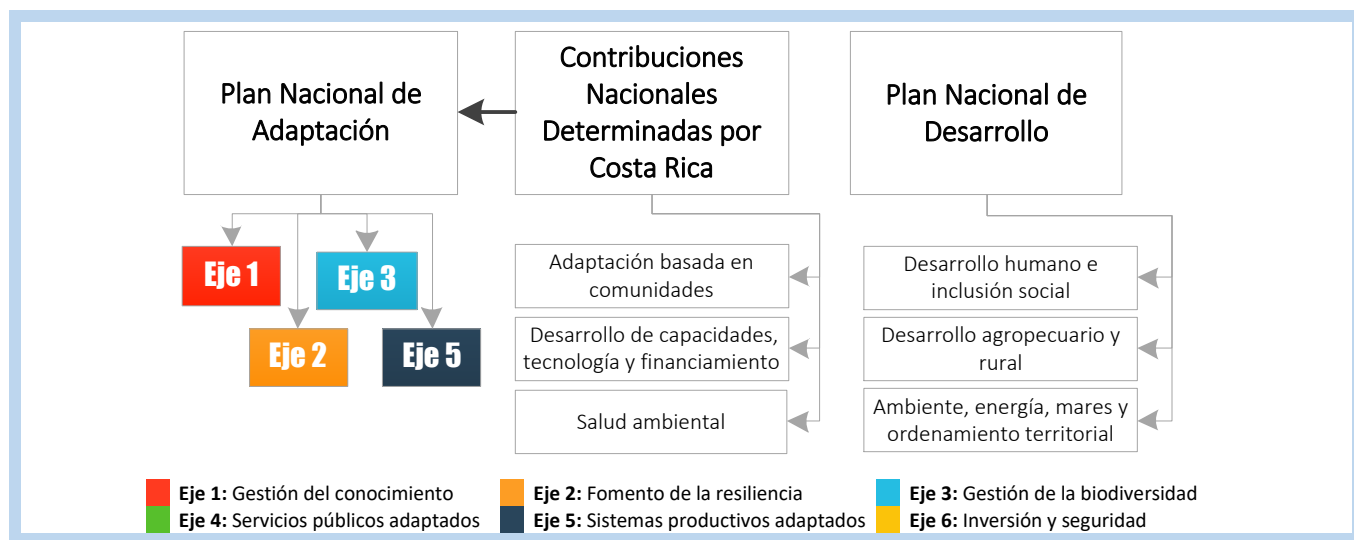 Plan Nacional de
Adaptación
Contribuciones
Nacionales
Determinadas por
Costa Rica
Plan Nacional de
Desarrollo
Eje 1
Eje 3
Eje 2
Eje 5
Adaptación basada en
comunidades
Desarrollo de capacidades,
tecnología y financiamiento
Salud ambiental
Desarrollo humano e
inclusión social
Desarrollo agropecuario y
rural
Ambiente, energía, mares y
ordenamiento territorial
Eje 1: Gestión del conocimiento
Eje 2: Fomento de la resiliencia
Eje 3: Gestión de la biodiversidad
Eje 4: Servicios públicos adaptados
Eje 5: Sistemas productivos adaptados
Eje 6: Inversión y seguridad